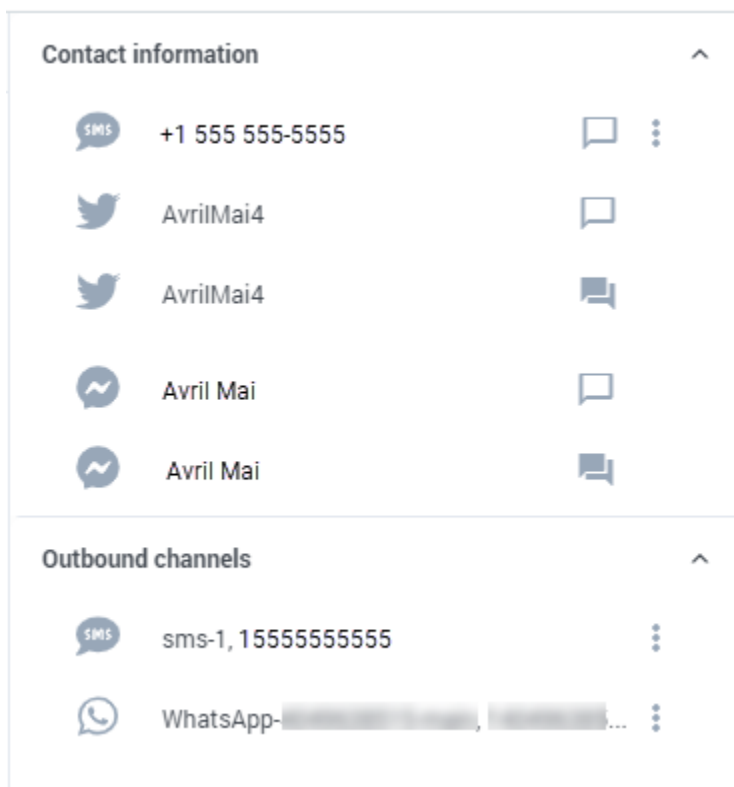 Contact information
SMS +1 555 555-5555
AvrilMai4
AvrilMai4
Avril Mai
Avril Mai
Outbound channels
SMS sms-1, 15555555555
WhatsApp-